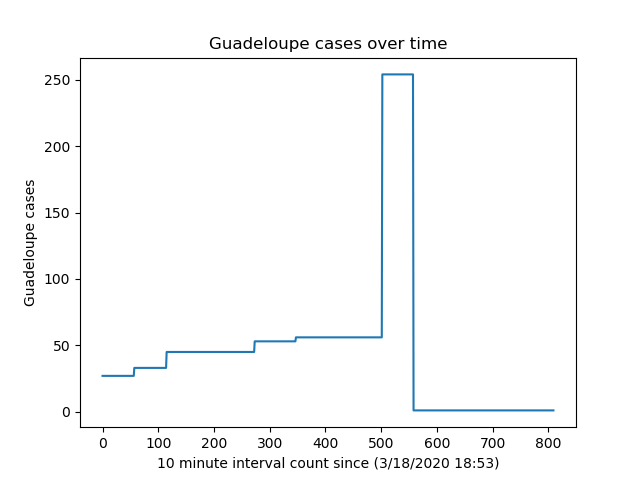 Guadeloupe cases over time
Guadeloupe cases
250
200
150
100
50
0
0 100 200 300 400 500 600 700 800
10 minute interval count since (3/18/2020 18:53)